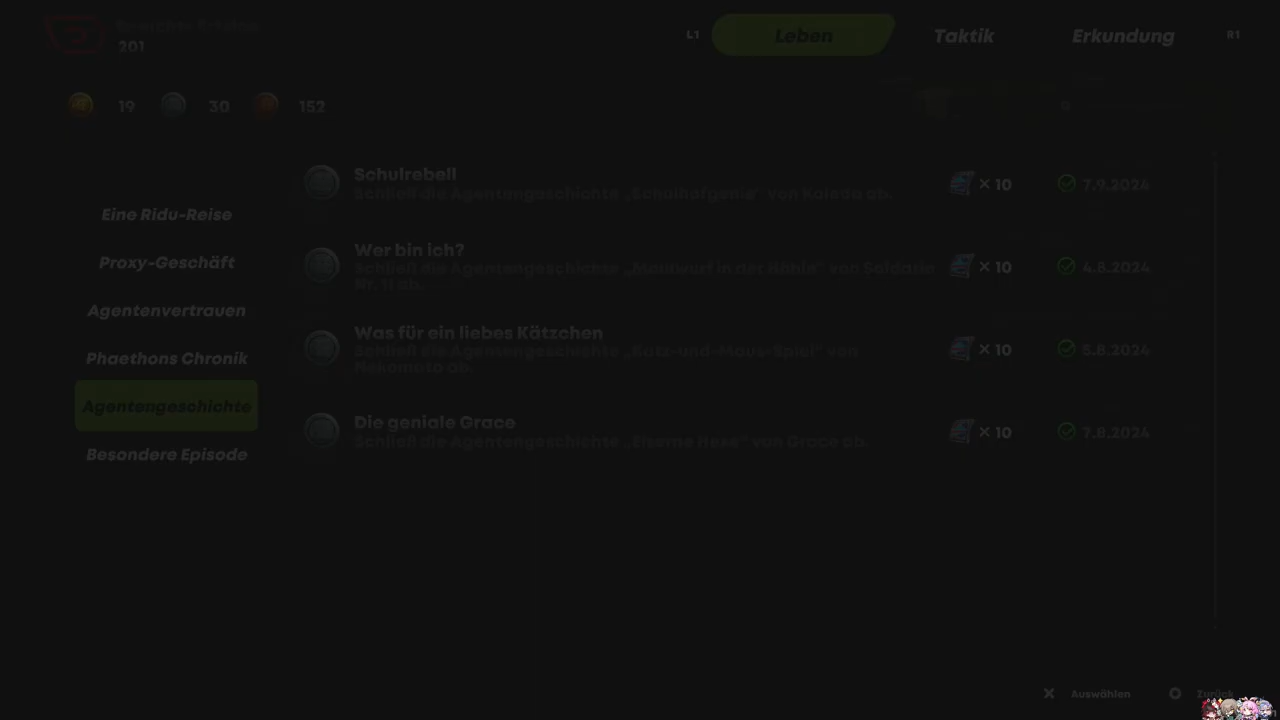 201
L1
Leben
Taktik
Erkundung
R1
19
30
152
Eine Ridu-Reise
Proxy-Geschäft
Agentenvertrauen
Phaethons Chronik
Agentengeschichte
Besondere Episode
Schulrebell
Schließ die Agentengeschichte „Schulhofgenie“ von Koleda ab.
× 10
7.9.2024
Wer bin ich?
Schließ die Agentengeschichte „Maulwurf in der Höhle“ von Soldatin
Nr. 11 ab.
× 10
4.8.2024
Was für ein liebes Kätzchen
Schließ die Agentengeschichte „Katz-und-Maus-Spiel“ von
Nekomata ab.
× 10
5.8.2024
Die geniale Grace
Schließ die Agentengeschichte „Eiserne Hexe“ von Grace ab.
× 10
7.8.2024
Auswählen
Zurück